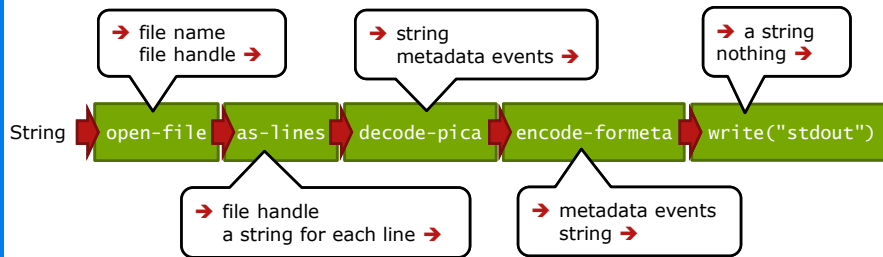 ➔ file name
file handle ➔
➔ string
metadata events ➔
➔ a string
nothing ➔
String
open-file
as-lines
decode-pica
encode-formeta
write("stdout")
➔ file handle
a string for each line ➔
➔ metadata events
string ➔